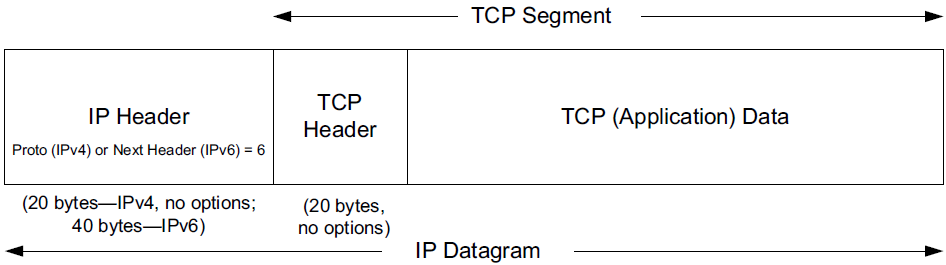 TCP Segment
IP Header
Proto (IPv4) or Next Header (IPv6) = 6
TCP
Header
TCP (Application) Data
(20 bytes—IPv4, no options;
40 bytes—IPv6)
(20 bytes,
no options)
IP Datagram